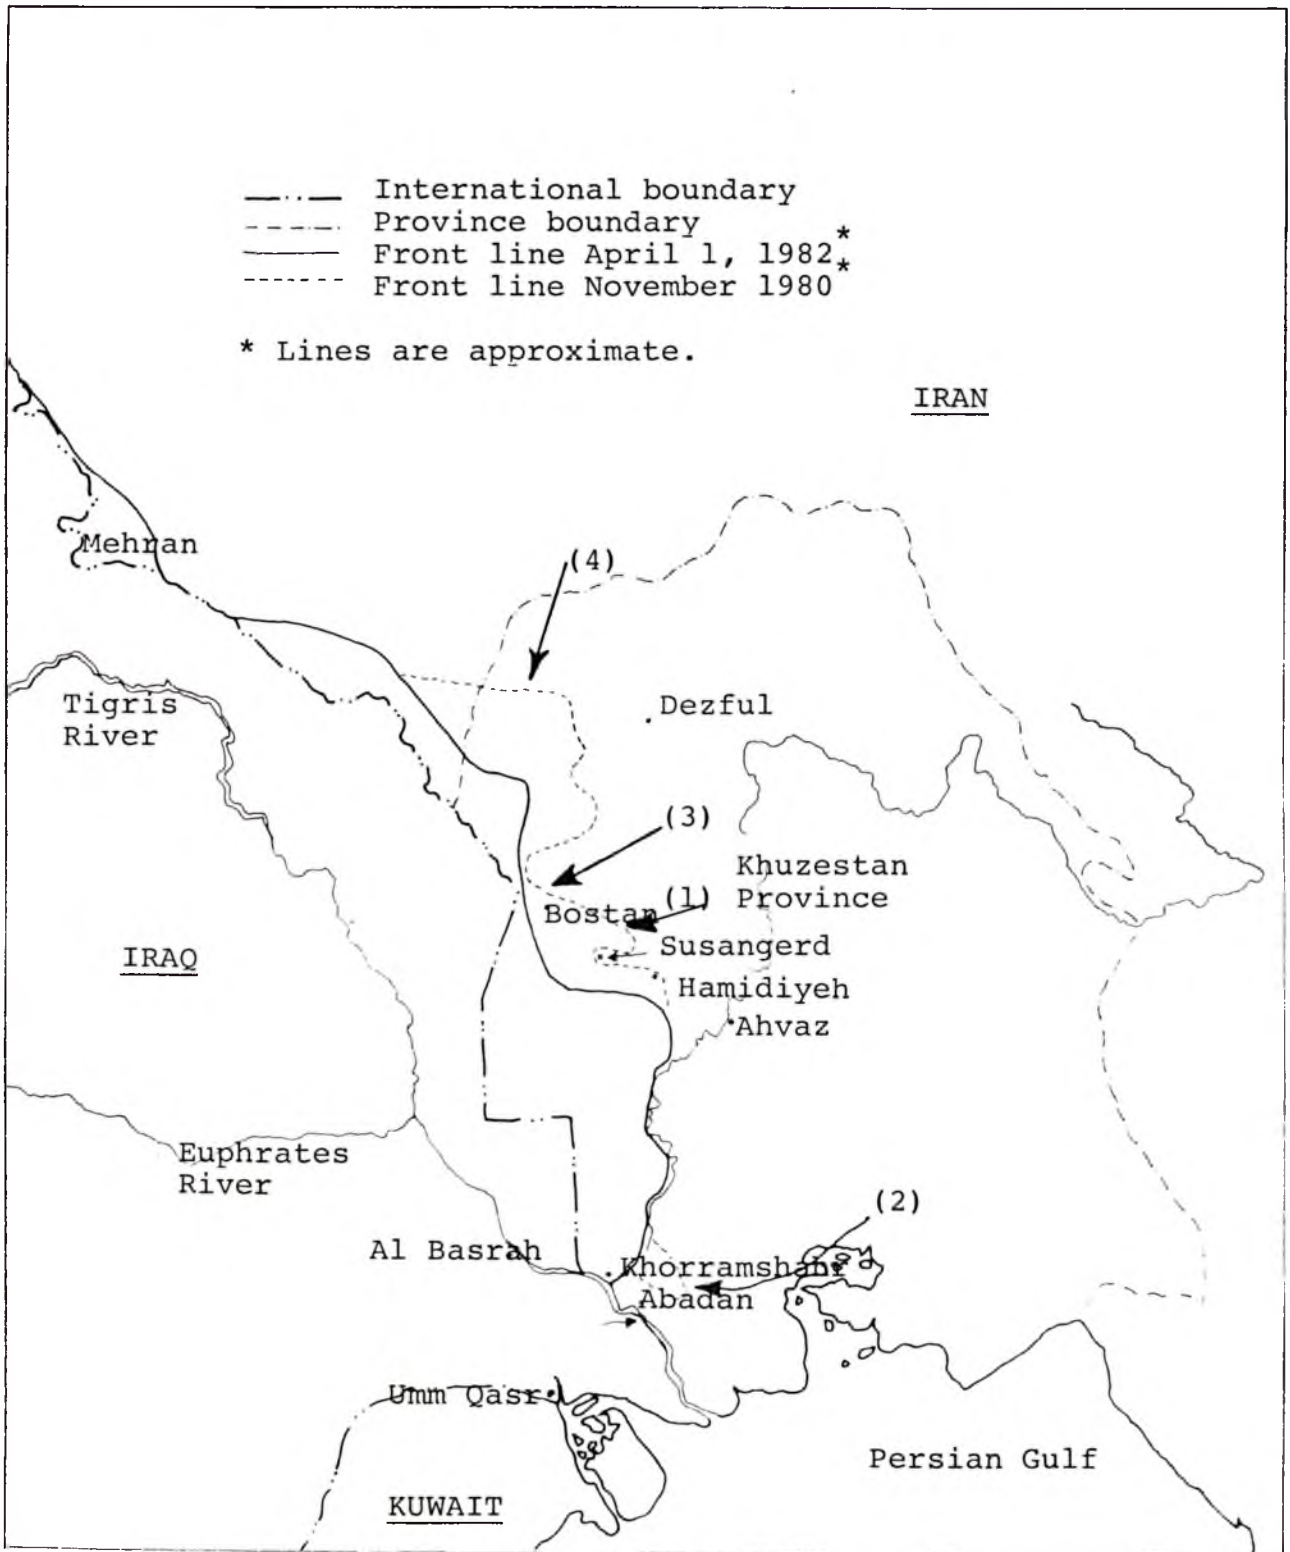 International boundary
Province boundary
Front line April 1, 1982*
Front line November 1980*
* Lines are approximate.
IRAN
Mehran
(4)
Tigris
River
Dezful
(3)
Khuzestan
Province
(1)
Bostan
Susangerd
IRAQ
Hamidiyeh
Ahvaz
Euphrates
River
(2)
Al Basrah
Khorramshahr
Abadan
Umm Qasr
Persian Gulf
KUWAIT